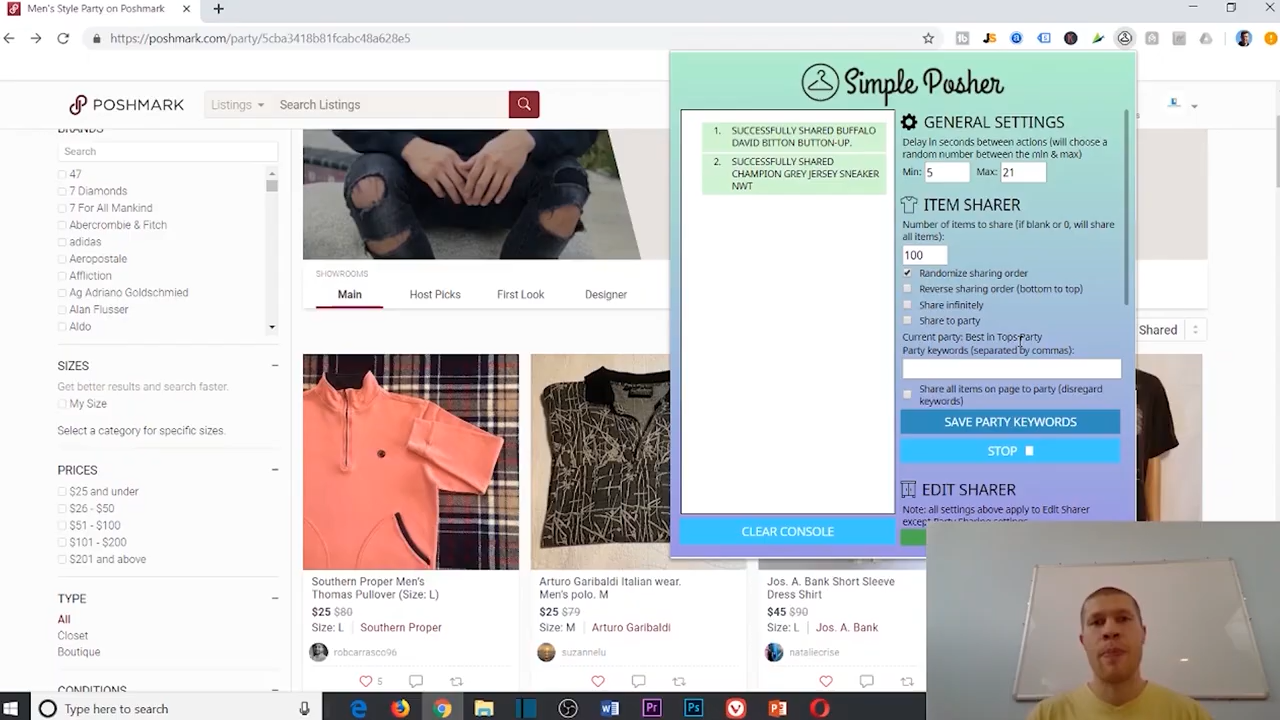 Men's Style Party on Poshmark
https://poshmark.com/party/5cba3418b81fcabc48a628e5
POSHMARK
Listings
Search Listings
BRANDS
Search
47
7 Diamonds
7 For All Mankind
Abercrombie & Fitch
adidas
Aeropostale
Affliction
Ag Adriano Goldschmied
Alan Flusser
Aldo
SIZES
Get better results and search faster.
My Size
Select a category for specific sizes.
PRICES
$25 and under
$26 - $50
$51 - $100
$101 - $200
$201 and above
TYPE
All
Closet
Boutique
CONDITIONS
SHOWROOMS
Main
Host Picks
First Look
Designer
Shared
Southern Proper Men's
Thomas Pullover (Size: L)
$25 $80
Size: L
Southern Proper
robcarrasco96
5
Arturo Garibaldi Italian wear.
Men's polo. M
$25 $79
Size: M
Arturo Garibaldi
suzannelu
Jos. A. Bank Short Sleeve
Dress Shirt
$45 $90
Size: L
Jos. A. Bank
nataliecrise
Simple Posher
1. SUCCESSFULLY SHARED BUFFALO
DAVID BITTON BUTTON-UP.
2. SUCCESSFULLY SHARED
CHAMPION GREY JERSEY SNEAKER
NWT
CLEAR CONSOLE
GENERAL SETTINGS
Delay in seconds between actions (will choose a
random number between the min & max)
Min: 5 Max: 21
ITEM SHARER
Number of items to share (if blank or 0, will share
all items):
100
Randomize sharing order
Reverse sharing order (bottom to top)
Share infinitely
Share to party
Current party: Best in Tops Party
Party keywords (separated by commas):
Share all items on page to party (disregard
keywords)
SAVE PARTY KEYWORDS
STOP
EDIT SHARER
Note: all settings above apply to Edit Sharer
except Party Sharing settings
Type here to search